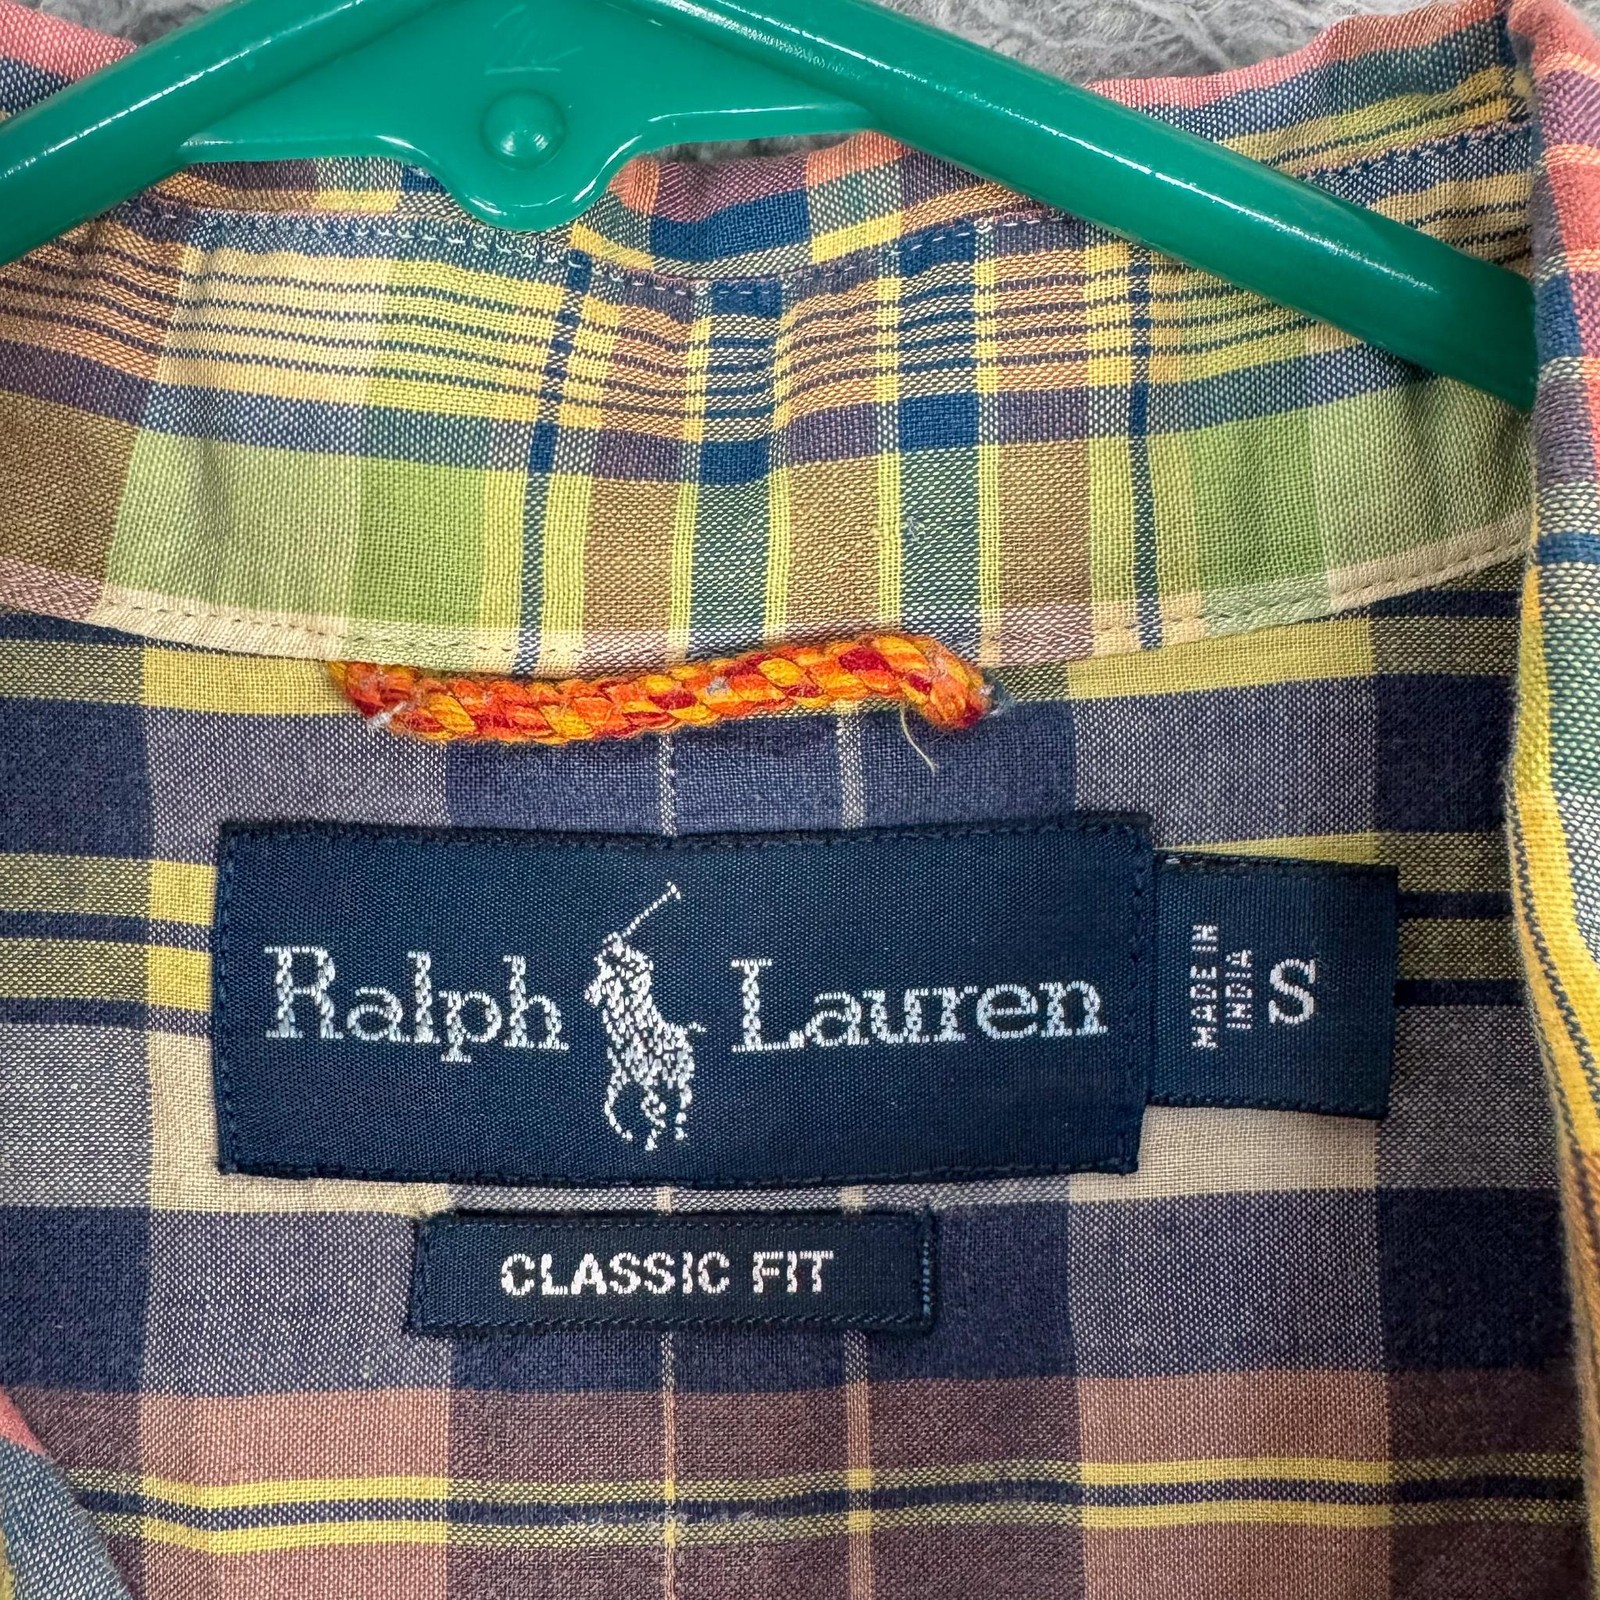 Ralph Lauren
MADE IN
INDIA
S
CLASSIC FIT